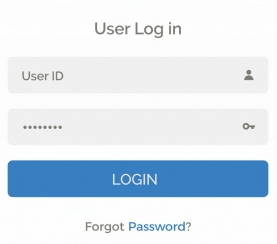 User Log in
User ID
••••••••
LOGIN
Forgot Password?